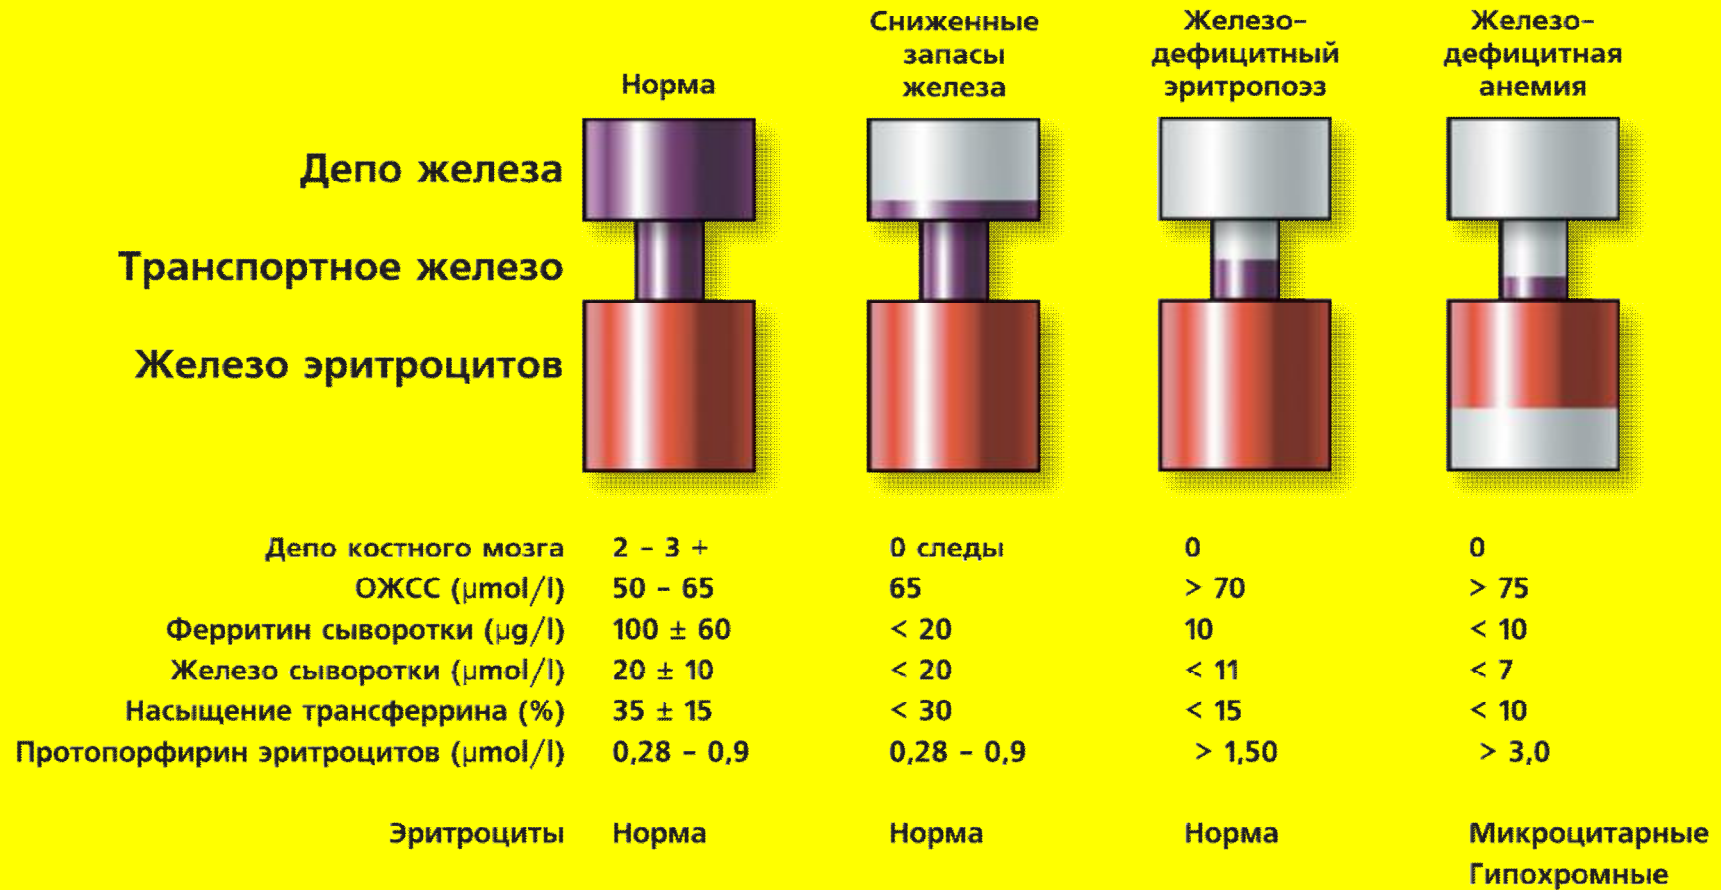 Норма
Сниженные
запасы
железа
Железо-
дефицитный
эритропоэз
Железо-
дефицитная
анемия
Депо железа
Транспортное железо
Железо эритроцитов
Депо костного мозга 2 – 3 + 0 следы 0 0
ОЖСС (µmol/l) 50 – 65 65 > 70 > 75
Ферритин сыворотки (µg/l) 100 ± 60 < 20 10 < 10
Железо сыворотки (µmol/l) 20 ± 10 < 20 < 11 < 7
Насыщение трансферрина (%) 35 ± 15 < 30 < 15 < 10
Протопорфирин эритроцитов (µmol/l) 0,28 – 0,9 0,28 – 0,9 > 1,50 > 3,0
Эритроциты Норма Норма Норма Микроцитарные
Гипохромные